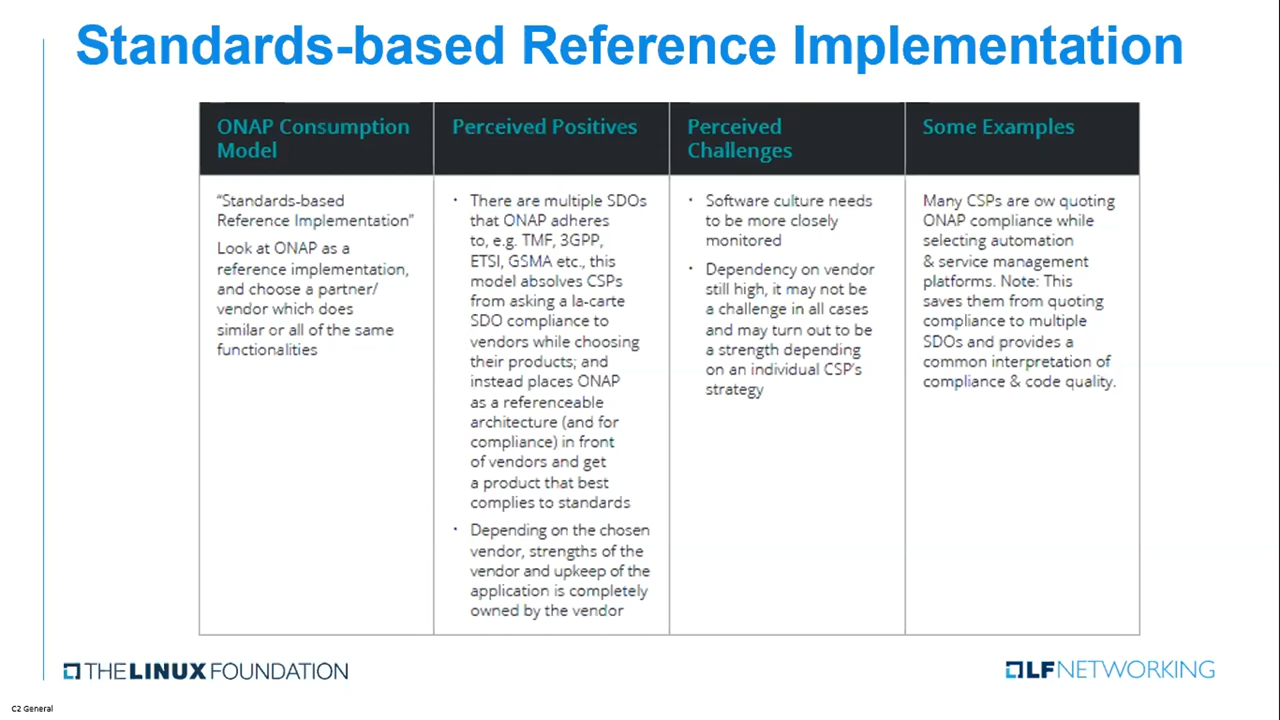 Standards-based Reference Implementation
ONAP Consumption
Model
Perceived Positives
Perceived
Challenges
Some Examples
“Standards-based
Reference Implementation”
Look at ONAP as a
reference implementation,
and choose a partner/
vendor which does
similar or all of the same
functionalities
• There are multiple SDOs
that ONAP adheres
to, e.g. TMF, 3GPP,
ETSI, GSMA etc., this
model absolves CSPs
from asking a la-carte
SDO compliance to
vendors while choosing
their products; and
instead places ONAP
as a referenceable
architecture (and for
compliance) in front
of vendors and get
a product that best
complies to standards
• Depending on the chosen
vendor, strengths of the
vendor and upkeep of the
application is completely
owned by the vendor
• Software culture needs
to be more closely
monitored
• Dependency on vendor
still high, it may not be
a challenge in all cases
and may turn out to be
a strength depending
on an individual CSP’s
strategy
Many CSPs are ow quoting
ONAP compliance while
selecting automation
& service management
platforms. Note: This
saves them from quoting
compliance to multiple
SDOs and provides a
common interpretation of
compliance & code quality.
THE LINUX FOUNDATION
LF NETWORKING
C2 General